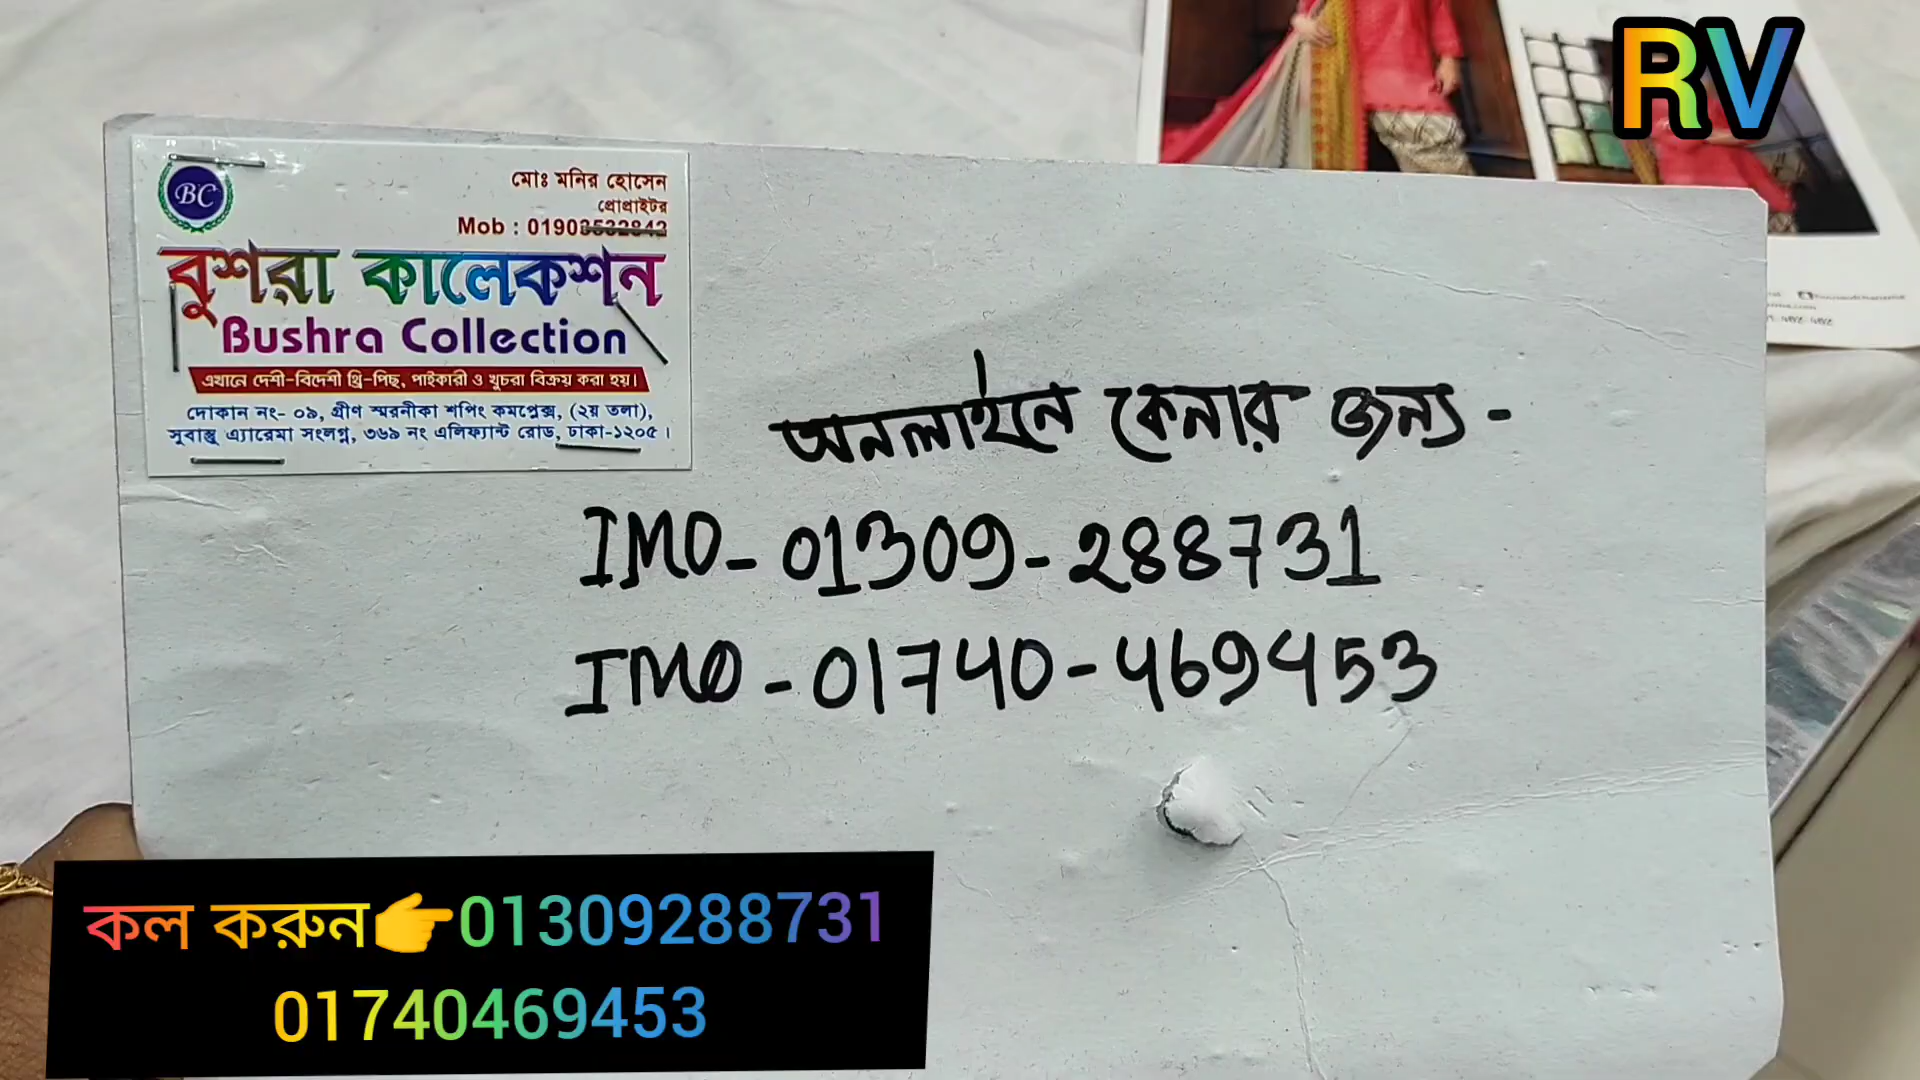 RV
BC
মোঃ মনির হোসেন
প্রোপ্রাইটর
Mob : 01903532842
বুশরা কালেকশন
Bushra Collection
এখানে দেশী-বিদেশী থ্রি-পিছ, পাইকারী ও খুচরা বিক্রয় করা হয়।
দোকান নং- ০৯, গ্রীণ স্মরনীকা শপিং কমপ্লেক্স, (২য় তলা),
সুবাস্তু এ্যারেমা সংলগ্ন, ৩৬৯ নং এলিফ্যান্ট রোড, ঢাকা-১২০৫ ।
অনলাইনে কেনার জন্য -
IMO - 01309 - 288731
IMO - 01740 - 469453
কল করুন👉01309288731
01740469453